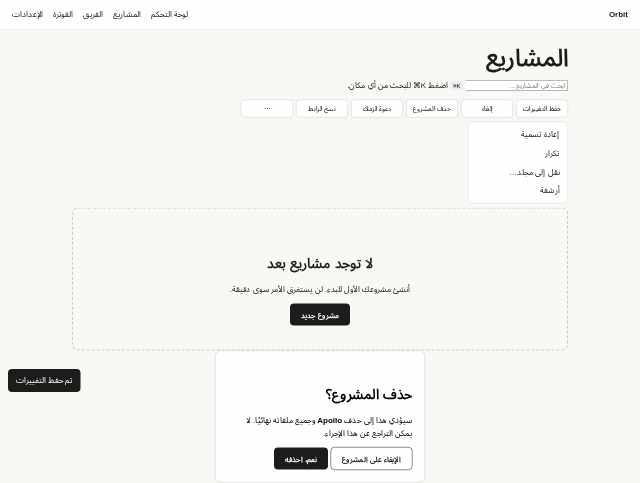 Orbit
لوحة التحكم
المشاريع
الفريق
الفوترة
الإعدادات
المشاريع
ابحث في المشاريع…
⌘K
اضغط ⌘K للبحث من أي مكان.
حفظ التغييرات
إلغاء
حذف المشروع
دعوة الزملاء
نسخ الرابط
⋯
إعادة تسمية
تكرار
نقل إلى مجلد…
أرشفة
لا توجد مشاريع بعد
أنشئ مشروعك الأول للبدء. لن يستغرق الأمر سوى دقيقة.
مشروع جديد
تم حفظ التغييرات
حذف المشروع؟
سيؤدي هذا إلى حذف Apollo وجميع ملفاته نهائيًا. لا
يمكن التراجع عن هذا الإجراء.
الإبقاء على المشروع
نعم، احذفه